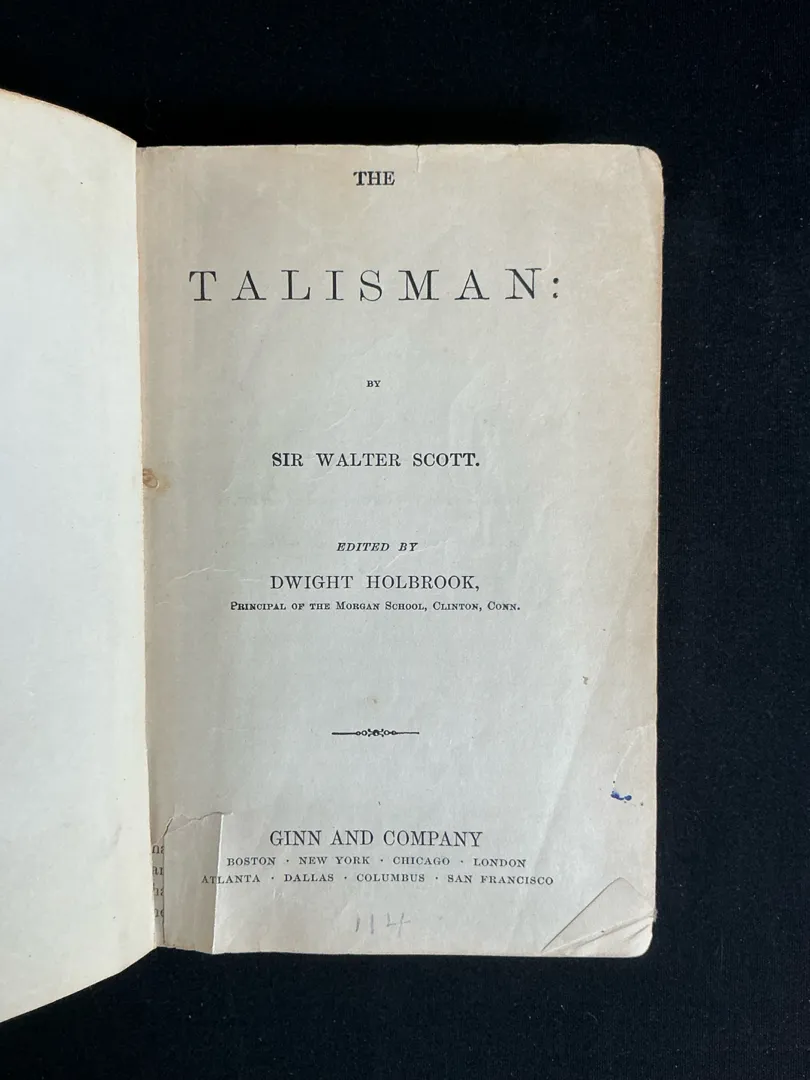 THE
TALISMAN:
BY
SIR WALTER SCOTT.
EDITED BY
DWIGHT HOLBROOK,
PRINCIPAL OF THE MORGAN SCHOOL, CLINTON, CONN.
GINN AND COMPANY
BOSTON · NEW YORK · CHICAGO · LONDON
ATLANTA · DALLAS · COLUMBUS · SAN FRANCISCO
114